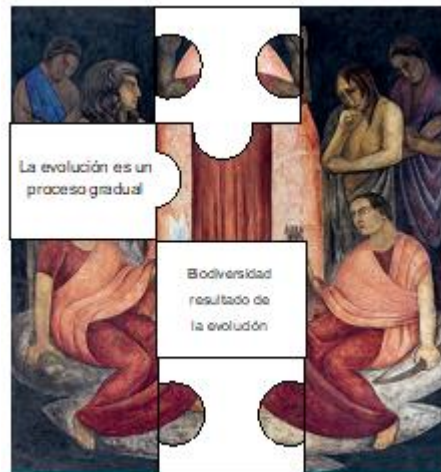 La evolución es un
proceso gradual
Biodiversidad
resultado de
la evolución